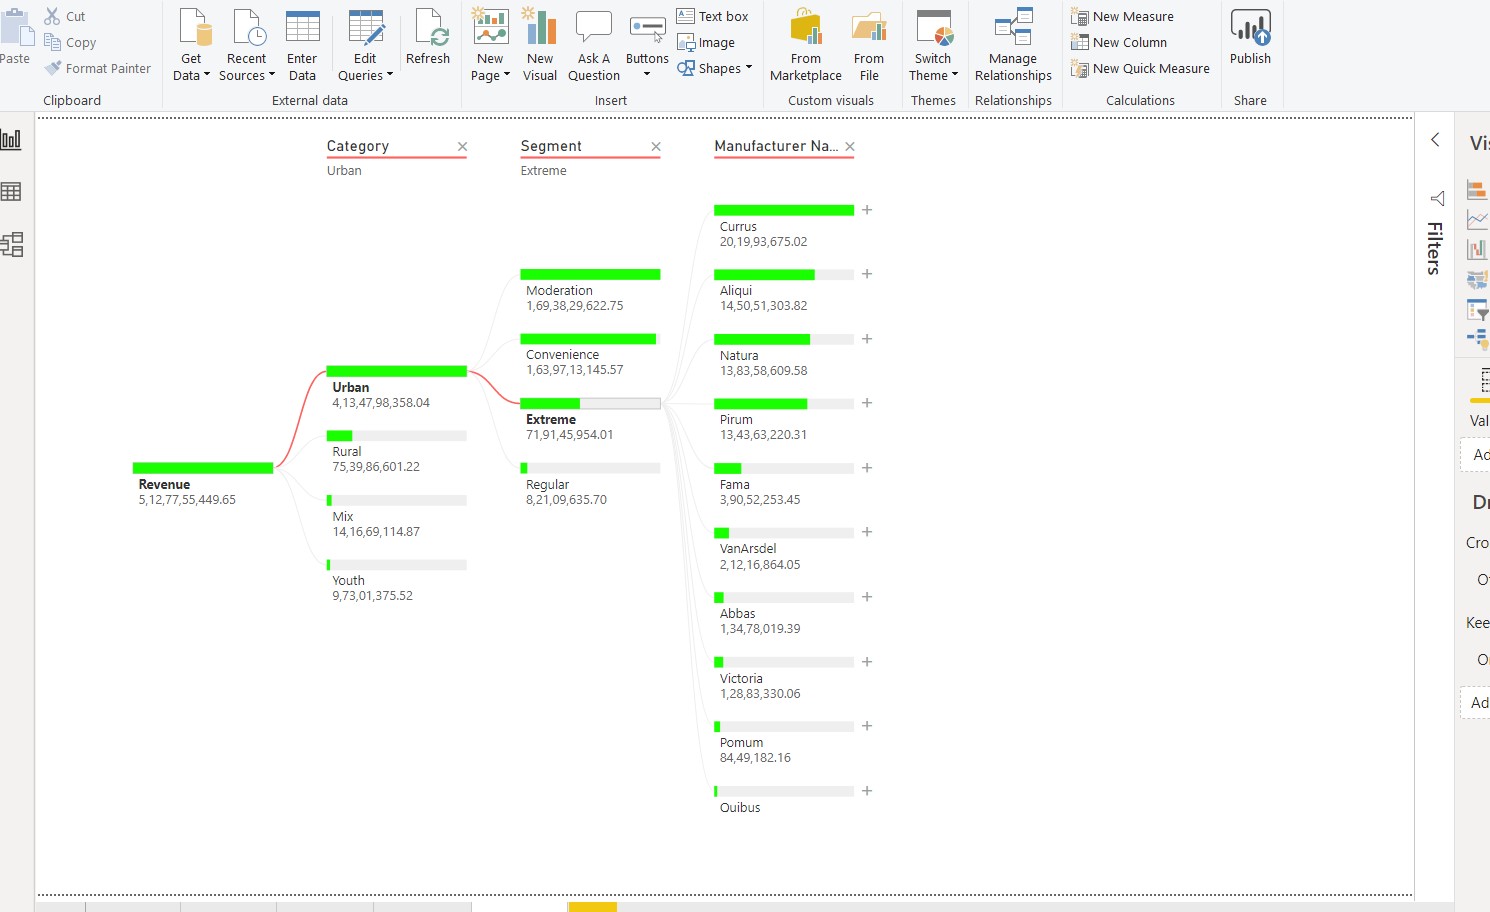 Paste
Cut
Copy
Format Painter
Clipboard
Get Data
Recent Sources
Enter Data
Edit Queries
Refresh
External data
New Page
New Visual
Ask A Question
Buttons
Text box
Image
Shapes
Insert
From Marketplace
From File
Custom visuals
Switch Theme
Themes
Manage Relationships
Relationships
New Measure
New Column
New Quick Measure
Calculations
Publish
Share
Category
Urban
Segment
Extreme
Manufacturer Na...
Revenue
5,12,77,55,449.65
Urban
4,13,47,98,358.04
Rural
75,39,86,601.22
Mix
14,16,69,114.87
Youth
9,73,01,375.52
Moderation
1,69,38,29,622.75
Convenience
1,63,97,13,145.57
Extreme
71,91,45,954.01
Regular
8,21,09,635.70
Currus
20,19,93,675.02
Aliqui
14,50,51,303.82
Natura
13,83,58,609.58
Pirum
13,43,63,220.31
Fama
3,90,52,253.45
VanArsdel
2,12,16,864.05
Abbas
1,34,78,019.39
Victoria
1,28,83,330.06
Pomum
84,49,182.16
Quibus
Filters
Vis
Val
Ad
Dr
Cro
Kee
Ad